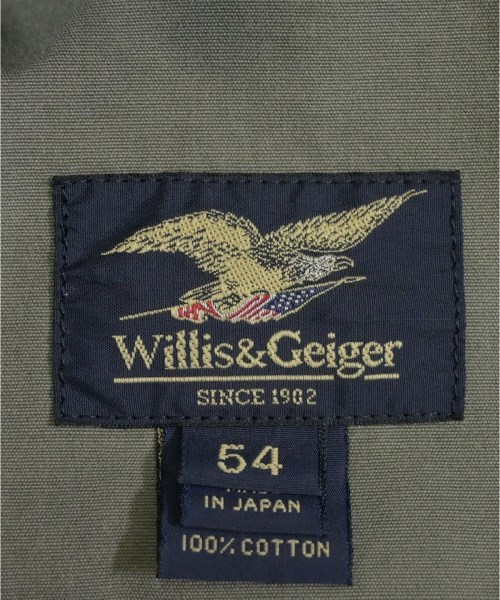 Willis&Geiger
SINCE 1902
54
IN JAPAN
100% COTTON